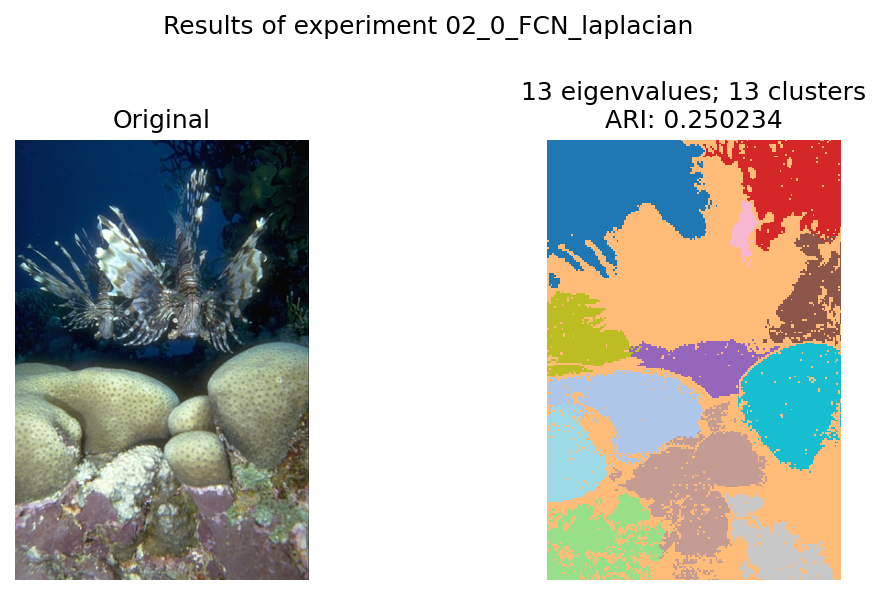 Results of experiment 02_0_FCN_laplacian
Original
13 eigenvalues; 13 clusters
ARI: 0.250234